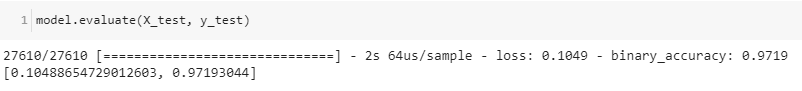 1 model.evaluate(X_test, y_test)
27610/27610 [==============================] - 2s 64us/sample - loss: 0.1049 - binary_accuracy: 0.9719
[0.10488654729012603, 0.97193044]